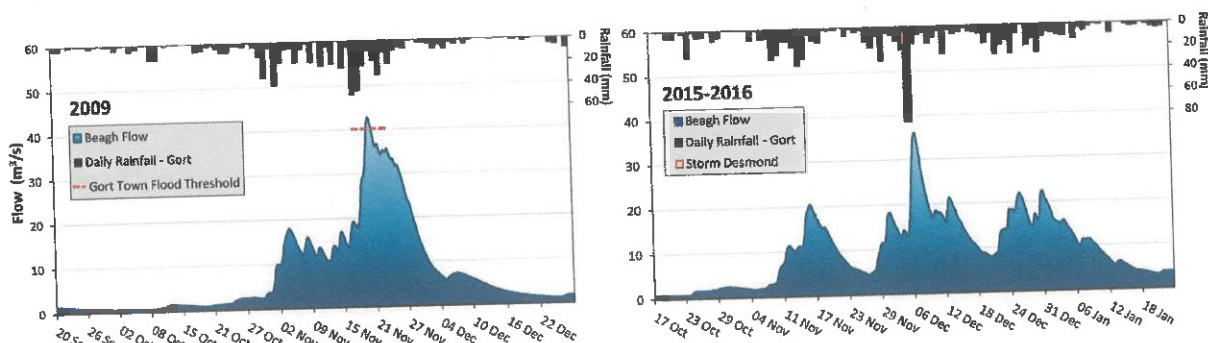 60
50
40
30
20
10
0
Flow (m³/s)
0
20
40
60
Rainfall (mm)
2009
Beagh Flow
Daily Rainfall - Gort
Gort Town Flood Threshold
26
02
08
15 Oct
21 Oct
27 Oct
02 Nov
09 Nov
15 Nov
21 Nov
27 Nov
04 Dec
10 Dec
16 Dec
22 Dec
60
50
40
30
20
10
0
0
20
40
60
80
Rainfall (mm)
2015-2016
Beagh Flow
Daily Rainfall - Gort
Storm Desmond
17 Oct
23 Oct
29 Oct
04 Nov
11 Nov
17 Nov
23 Nov
29 Nov
06 Dec
12 Dec
18 Dec
24 Dec
31 Dec
06 Jan
12 Jan
18 Jan